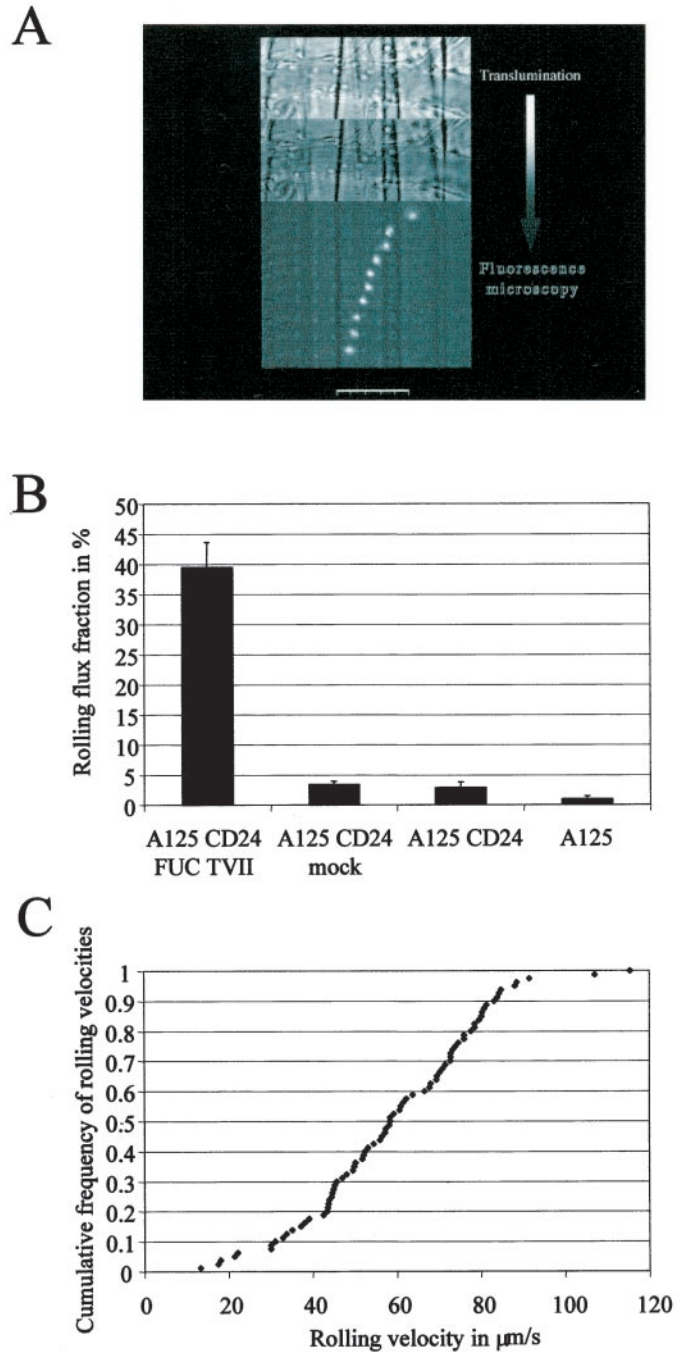 A
Translumination
Fluorescence
microscopy
B
Rolling flux fraction in %
50
45
40
35
30
25
20
15
10
5
0
A125 CD24 A125 CD24 A125 CD24 A125
FUC TVII mock
C
Cumulative frequency of rolling velocities
1
0.9
0.8
0.7
0.6
0.5
0.4
0.3
0.2
0.1
0
0 20 40 60 80 100 120
Rolling velocity in μm/s